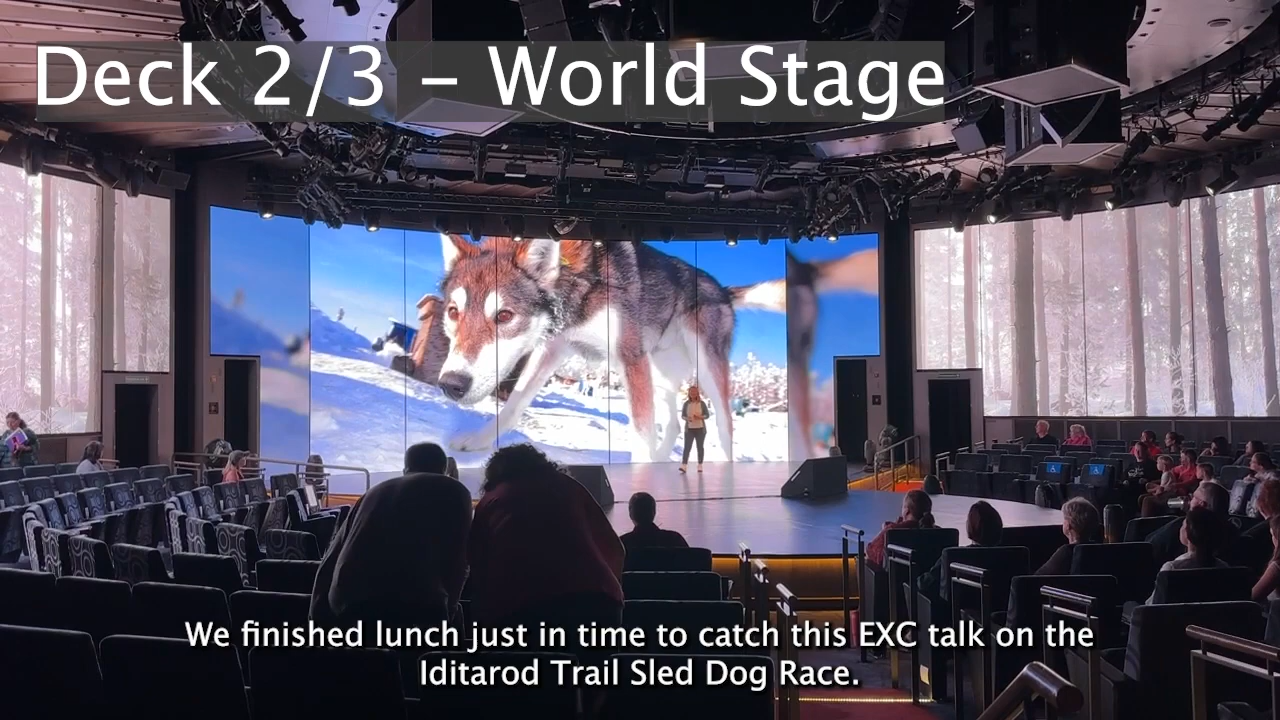 Deck 2/3 – World Stage
We finished lunch just in time to catch this EXC talk on the
Iditarod Trail Sled Dog Race.